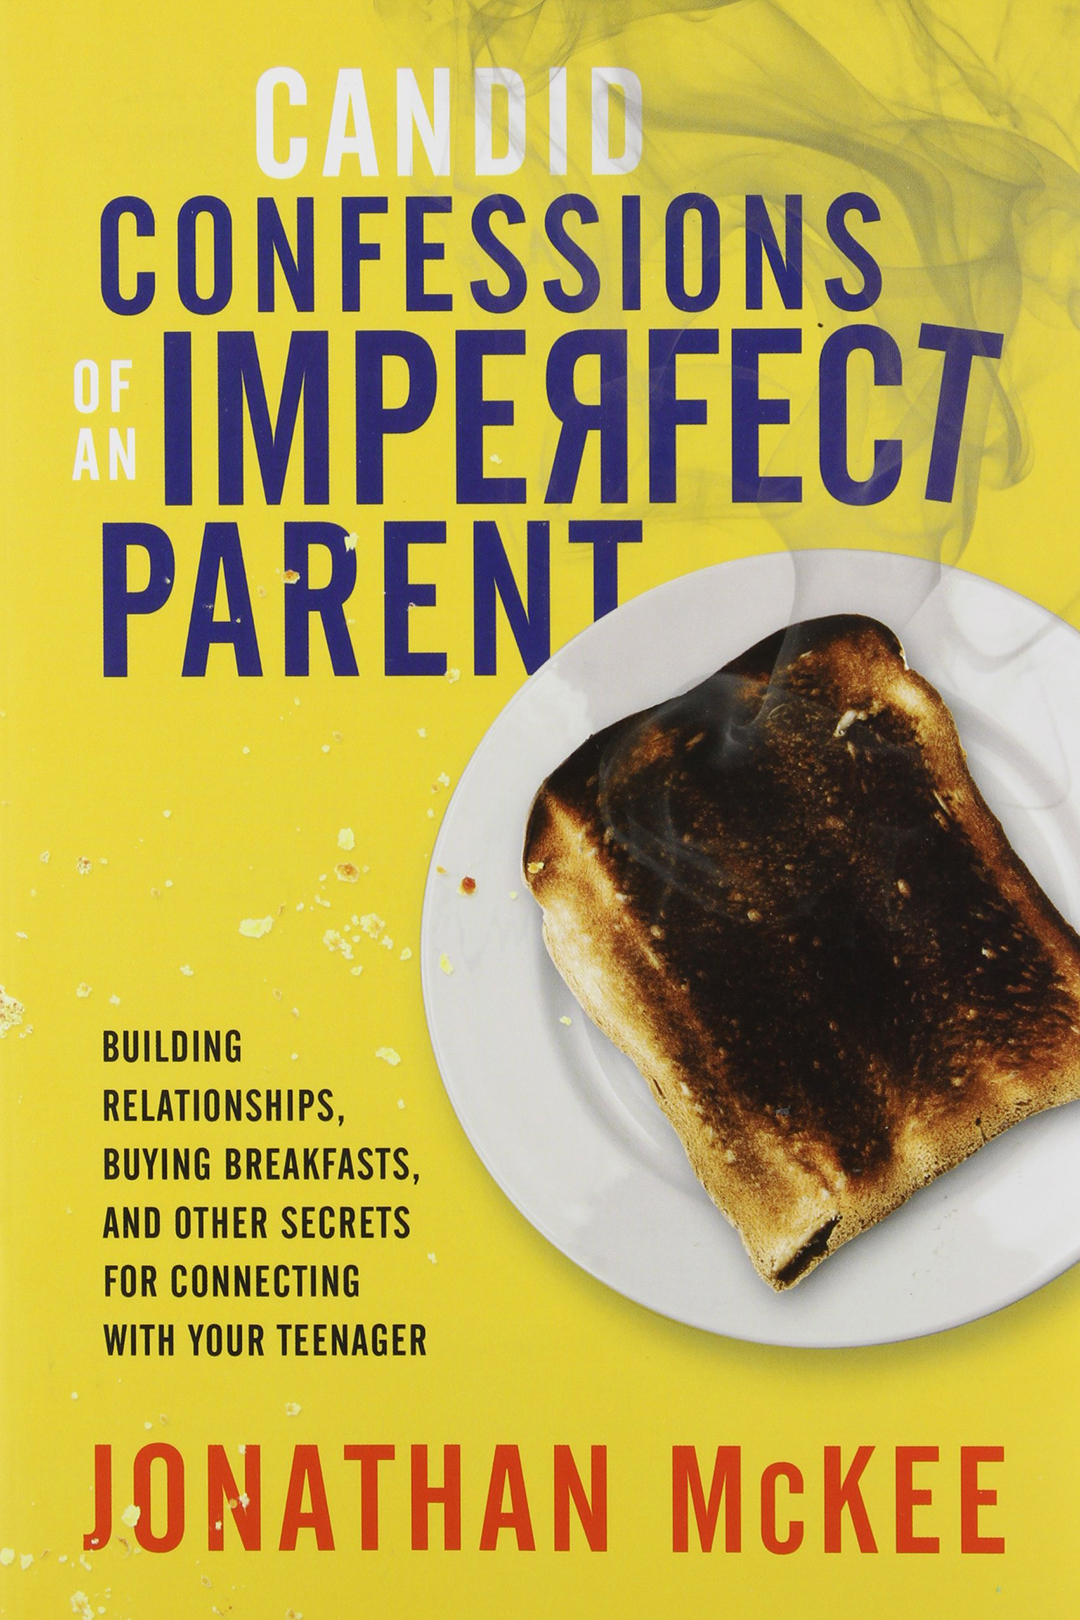 CANDID
CONFESSIONS
OF AN IMPERFECT
PARENT
BUILDING
RELATIONSHIPS,
BUYING BREAKFASTS,
AND OTHER SECRETS
FOR CONNECTING
WITH YOUR TEENAGER
JONATHAN McKEE